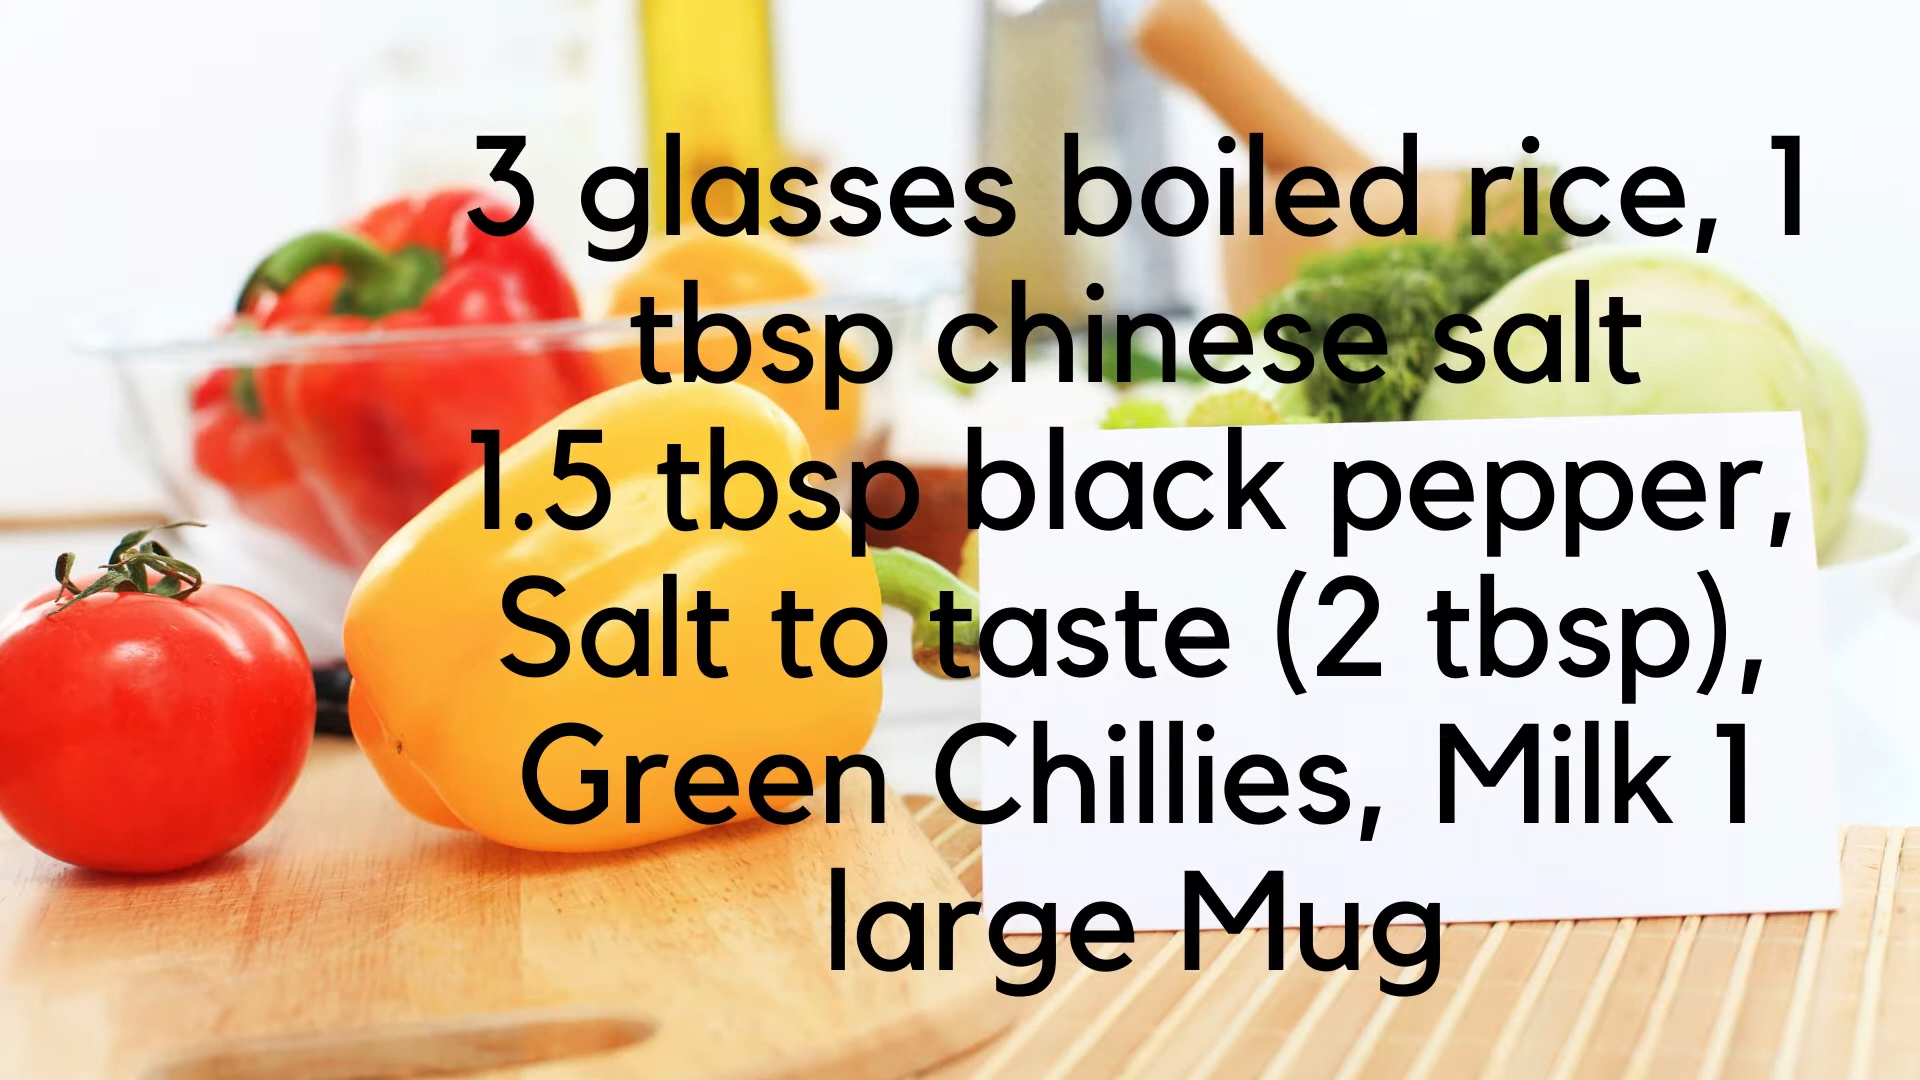 3 glasses boiled rice, 1
tbsp chinese salt
1.5 tbsp black pepper,
Salt to taste (2 tbsp),
Green Chillies, Milk 1
large Mug